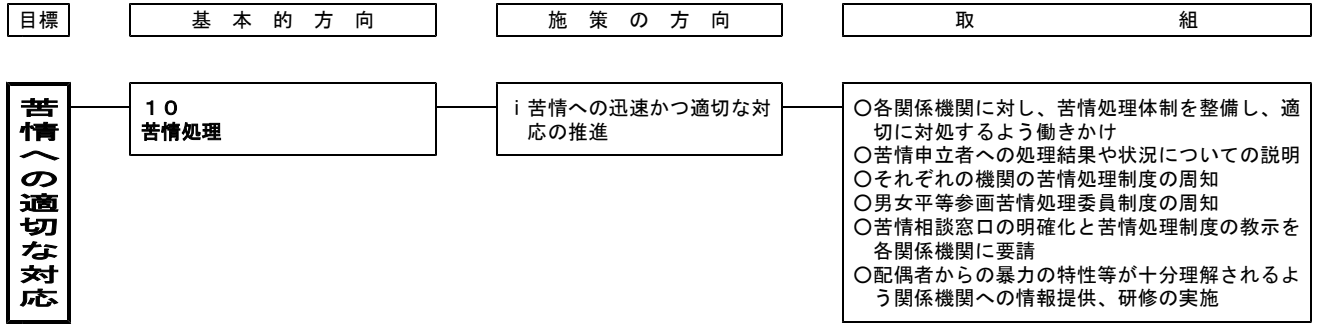 目標
基本的方向
施策の方向
取組
苦情への適切な対応
１０
苦情処理
ⅰ苦情への迅速かつ適切な対
応の推進
○各関係機関に対し、苦情処理体制を整備し、適
切に対処するよう働きかけ
○苦情申立者への処理結果や状況についての説明
○それぞれの機関の苦情処理制度の周知
○男女平等参画苦情処理委員制度の周知
○苦情相談窓口の明確化と苦情処理制度の教示を
各関係機関に要請
○配偶者からの暴力の特性等が十分理解されるよ
う関係機関への情報提供、研修の実施